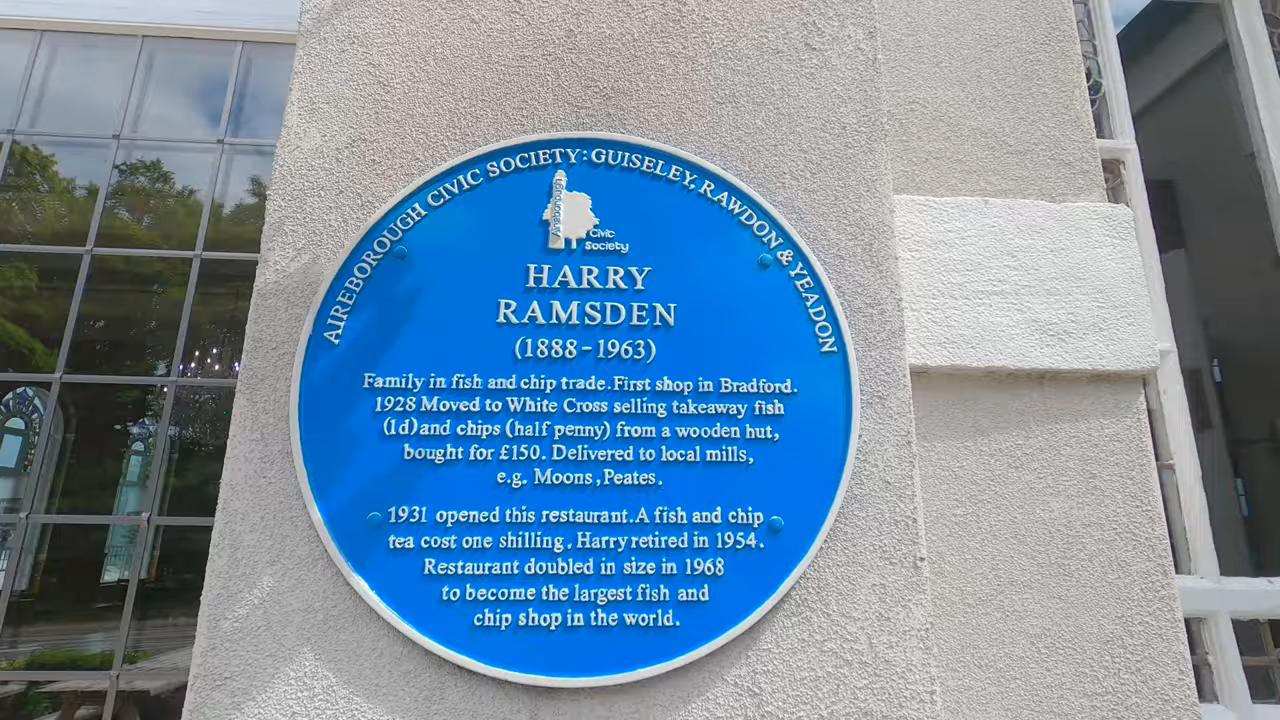 AIREBOROUGH CIVIC SOCIETY: GUISELEY, RAWDON & YEADON
Civic
Society
HARRY
RAMSDEN
(1888-1963)
Family in fish and chip trade. First shop in Bradford.
1928 Moved to White Cross selling takeaway fish
(1d) and chips (half penny) from a wooden hut,
bought for £150. Delivered to local mills,
e.g. Moons, Peates.
1931 opened this restaurant. A fish and chip
tea cost one shilling. Harry retired in 1954.
Restaurant doubled in size in 1968
to become the largest fish and
chip shop in the world.